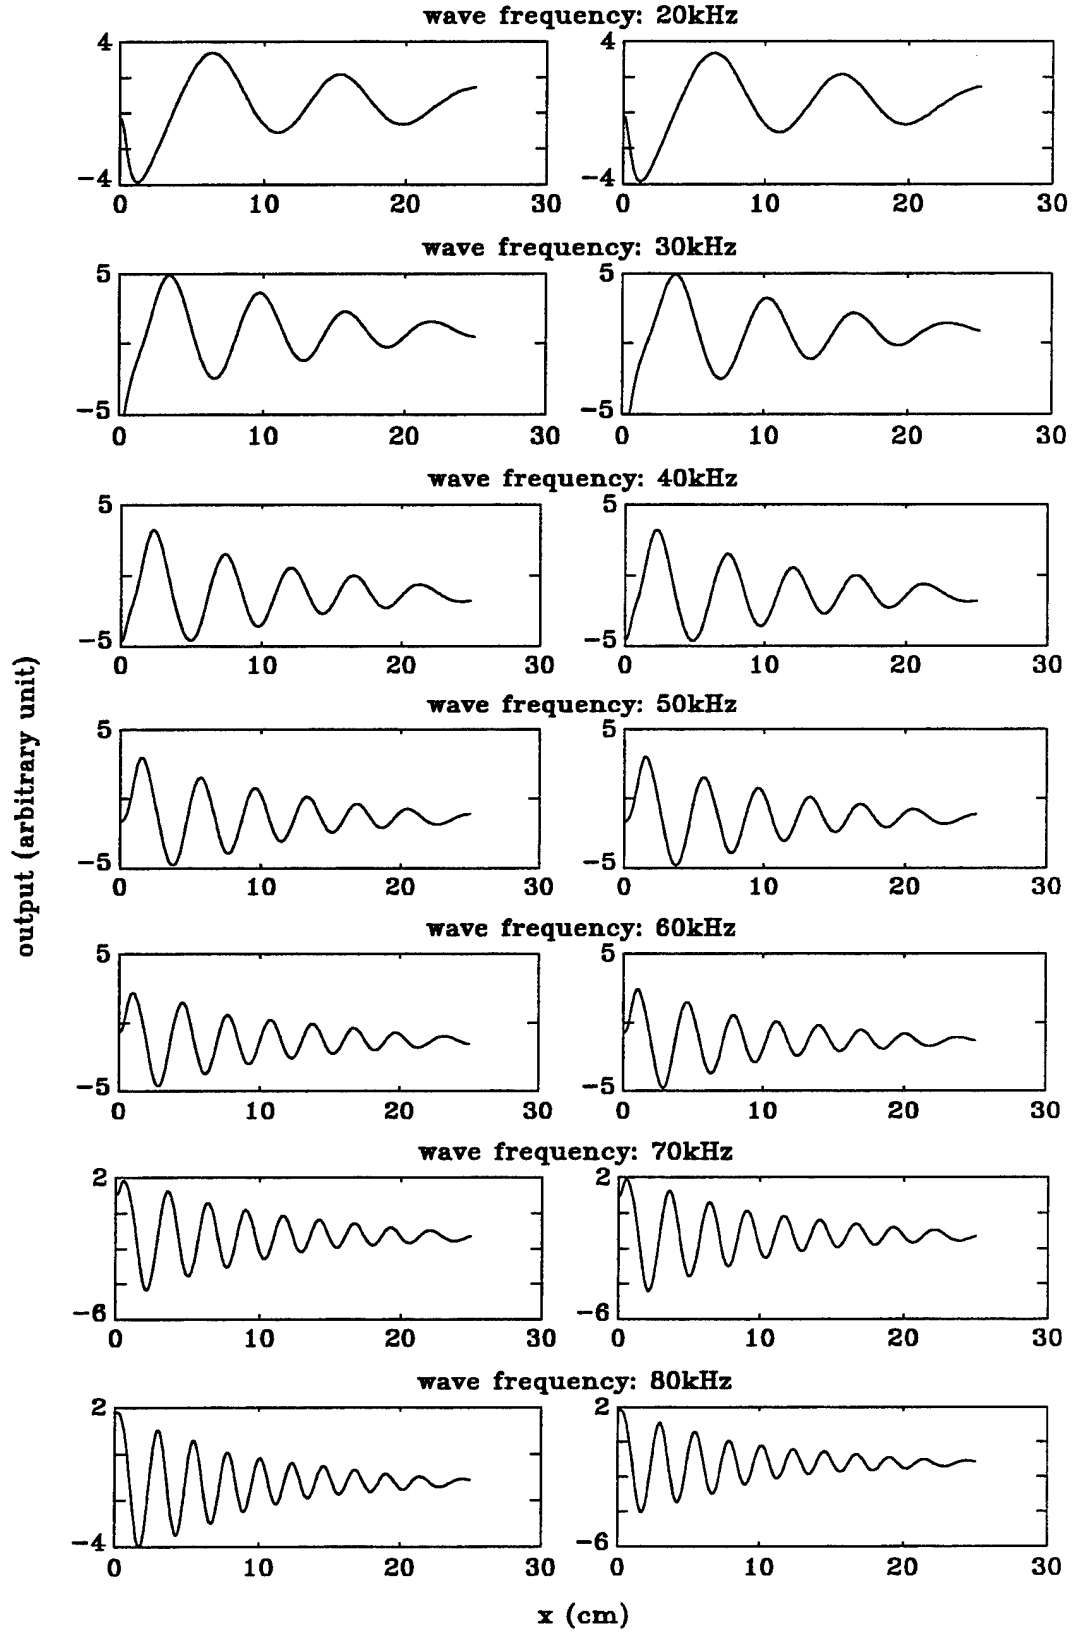 wave frequency: 20kHz
4
-4
0 10 20 30
4
-4
0 10 20 30
wave frequency: 30kHz
5
-5
0 10 20 30
5
-5
0 10 20 30
wave frequency: 40kHz
5
-5
0 10 20 30
5
-5
0 10 20 30
wave frequency: 50kHz
5
-5
0 10 20 30
5
-5
0 10 20 30
wave frequency: 60kHz
5
-5
0 10 20 30
5
-5
0 10 20 30
wave frequency: 70kHz
2
-6
0 10 20 30
2
-6
0 10 20 30
wave frequency: 80kHz
2
-4
0 10 20 30
2
-6
0 10 20 30
output (arbitrary unit)
x (cm)